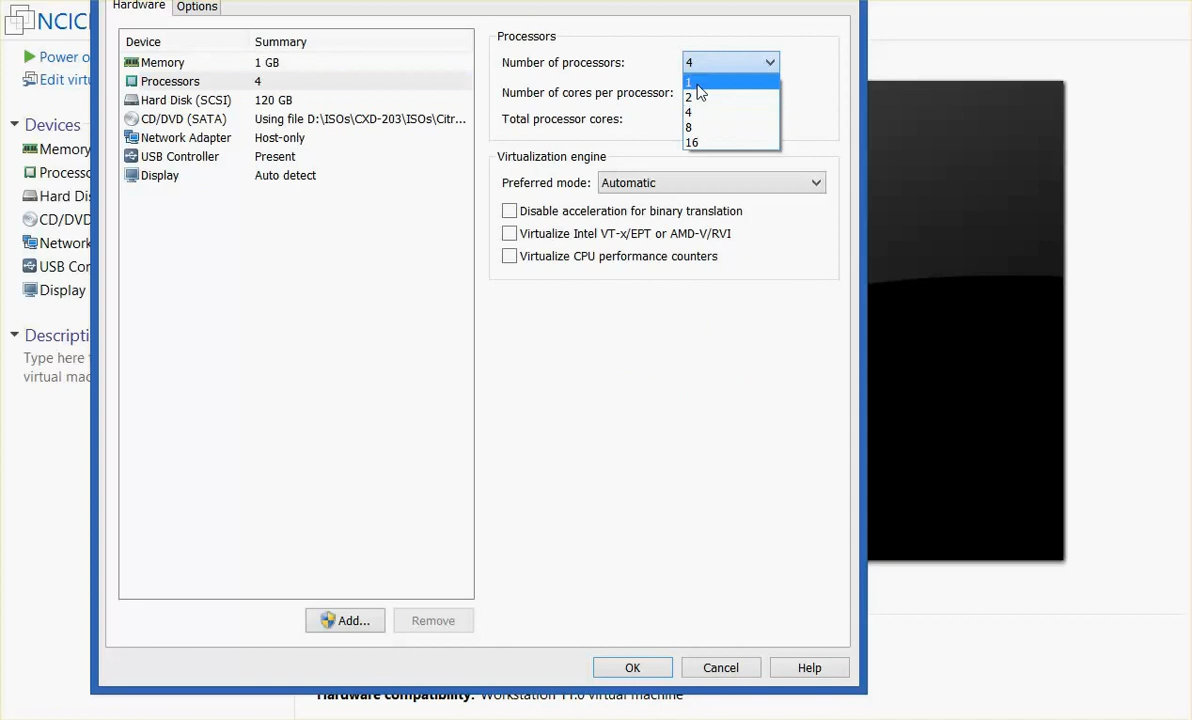 NCIC
Power o
Edit virtu
Devices
Memory
Process
Hard Dis
CD/DVD
Network
USB Cor
Display
Descripti
Type here
virtual mac
Hardware
Options
Device Summary
Memory 1 GB
Processors 4
Hard Disk (SCSI) 120 GB
CD/DVD (SATA) Using file D:\ISOs\CXD-203\ISOs\Citr...
Network Adapter Host-only
USB Controller Present
Display Auto detect
Add...
Remove
Processors
Number of processors: 4
1
2
4
8
16
Number of cores per processor:
Total processor cores:
Virtualization engine
Preferred mode: Automatic
Disable acceleration for binary translation
Virtualize Intel VT-x/EPT or AMD-V/RVI
Virtualize CPU performance counters
OK
Cancel
Help
Hardware compatibility: Workstation 11.0 virtual machine